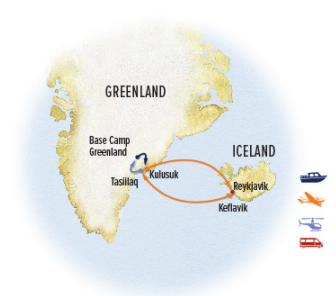 GREENLAND
Base Camp
Greenland
ICELAND
Tasiilaq
Kulusuk
Reykjavik
Keflavik